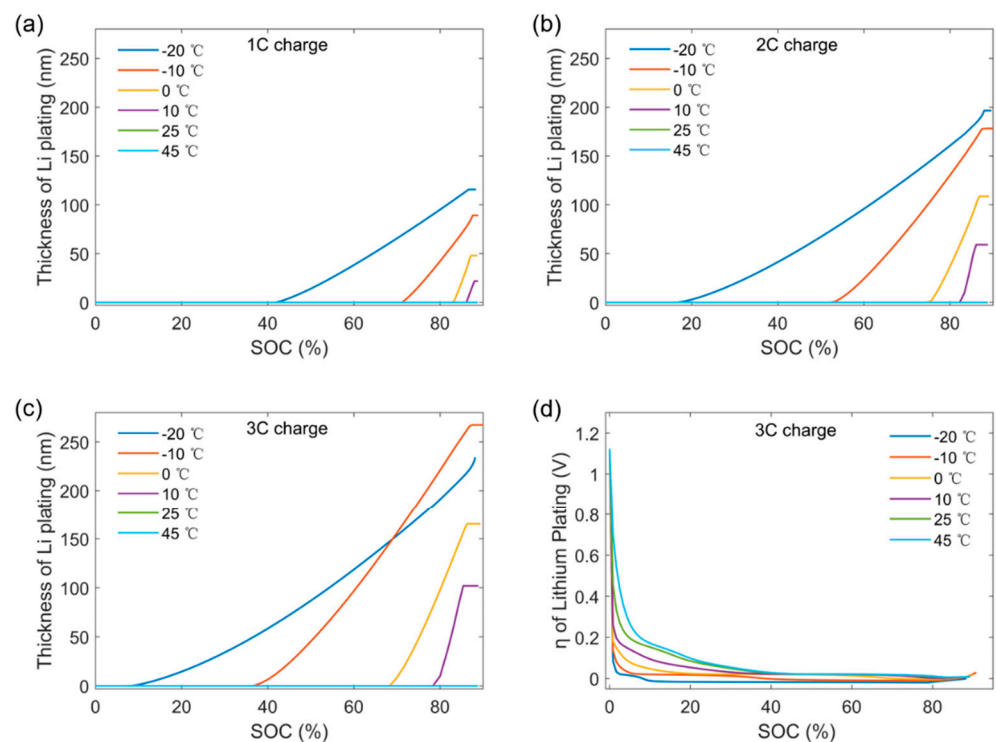 (a)
1C charge
-20 ℃
-10 ℃
0 ℃
10 ℃
25 ℃
45 ℃
Thickness of Li plating (nm)
250
200
150
100
50
0
0 20 40 60 80
SOC (%)
(b)
2C charge
-20 ℃
-10 ℃
0 ℃
10 ℃
25 ℃
45 ℃
Thickness of Li plating (nm)
250
200
150
100
50
0
0 20 40 60 80
SOC (%)
(c)
3C charge
-20 ℃
-10 ℃
0 ℃
10 ℃
25 ℃
45 ℃
Thickness of Li plating (nm)
250
200
150
100
50
0
0 20 40 60 80
SOC (%)
(d)
3C charge
-20 ℃
-10 ℃
0 ℃
10 ℃
25 ℃
45 ℃
η of Lithium Plating (V)
1.2
1
0.8
0.6
0.4
0.2
0
0 20 40 60 80
SOC (%)